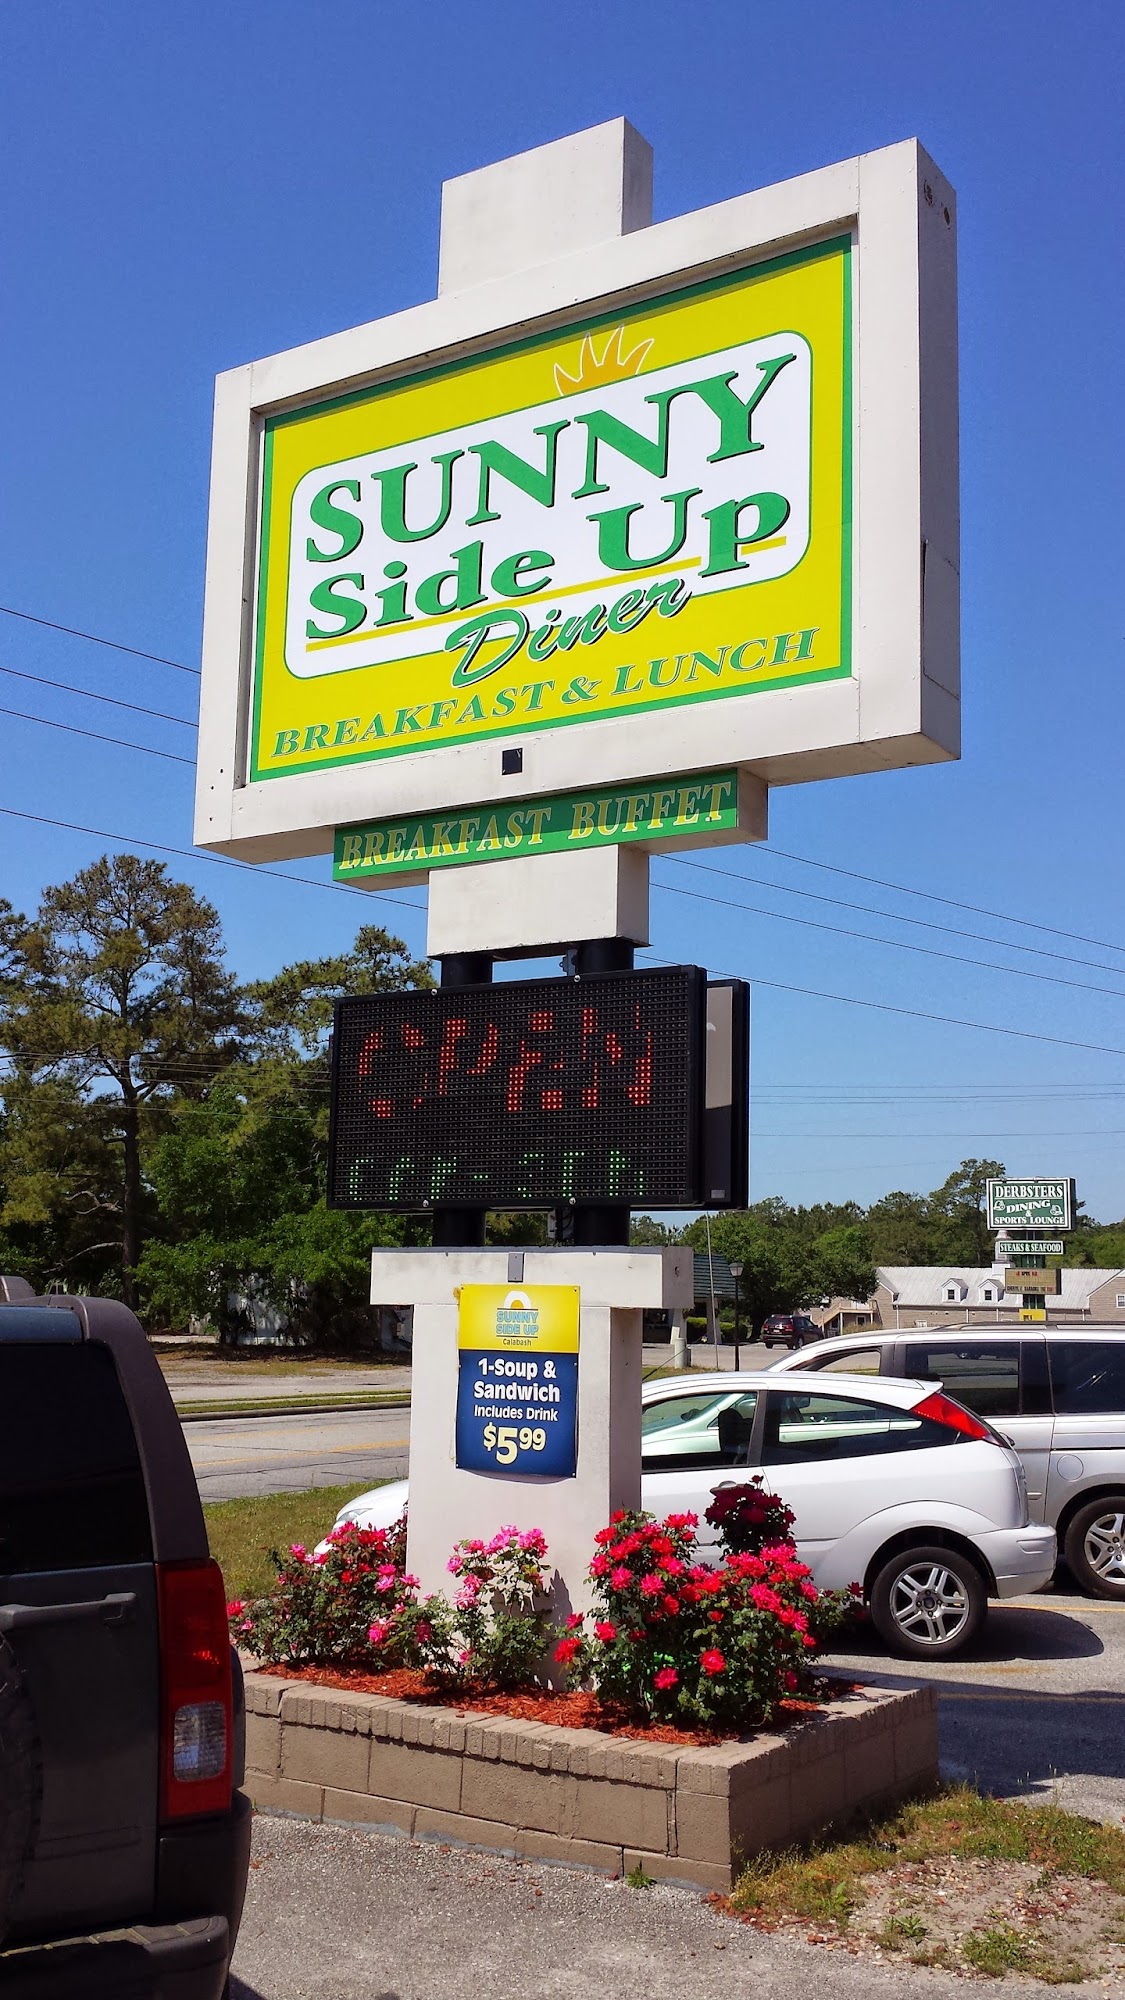 SUNNY
Side Up
Diner
BREAKFAST & LUNCH
BREAKFAST BUFFET
OPEN
SUNNY
SIDE UP
Calabash
1-Soup &
Sandwich
Includes Drink
$5.99
DERBSTERS
DINING
&
SPORTS LOUNGE
STEAKS & SEAFOOD